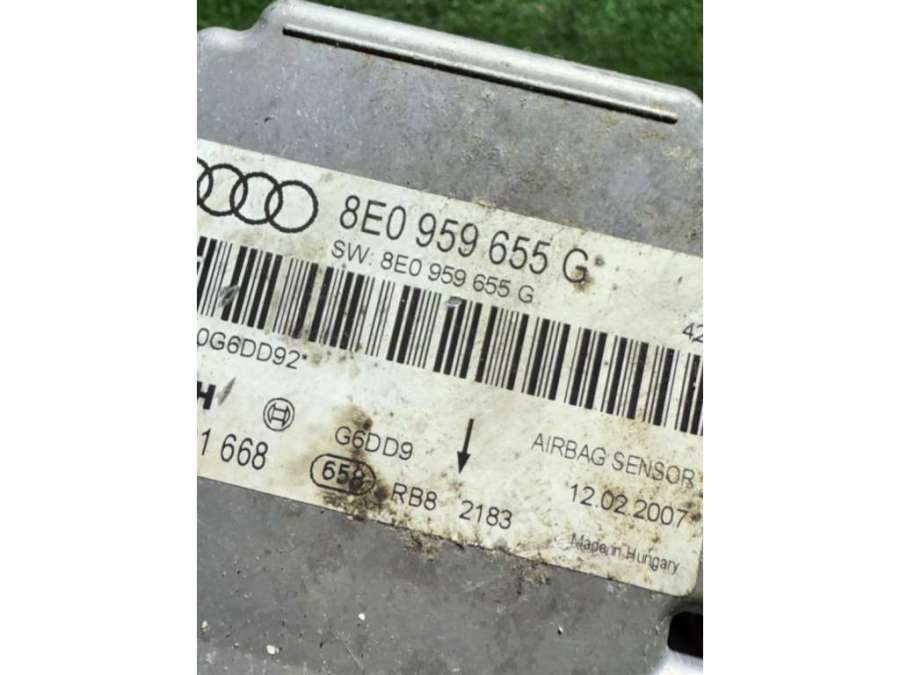 8E0 959 655 G
SW: 8E0 959 655 G
42
0G6DD92*
H
1 668
G6DD9
658
RB8 2183
AIRBAG SENSOR
12.02.2007
Made in Hungary